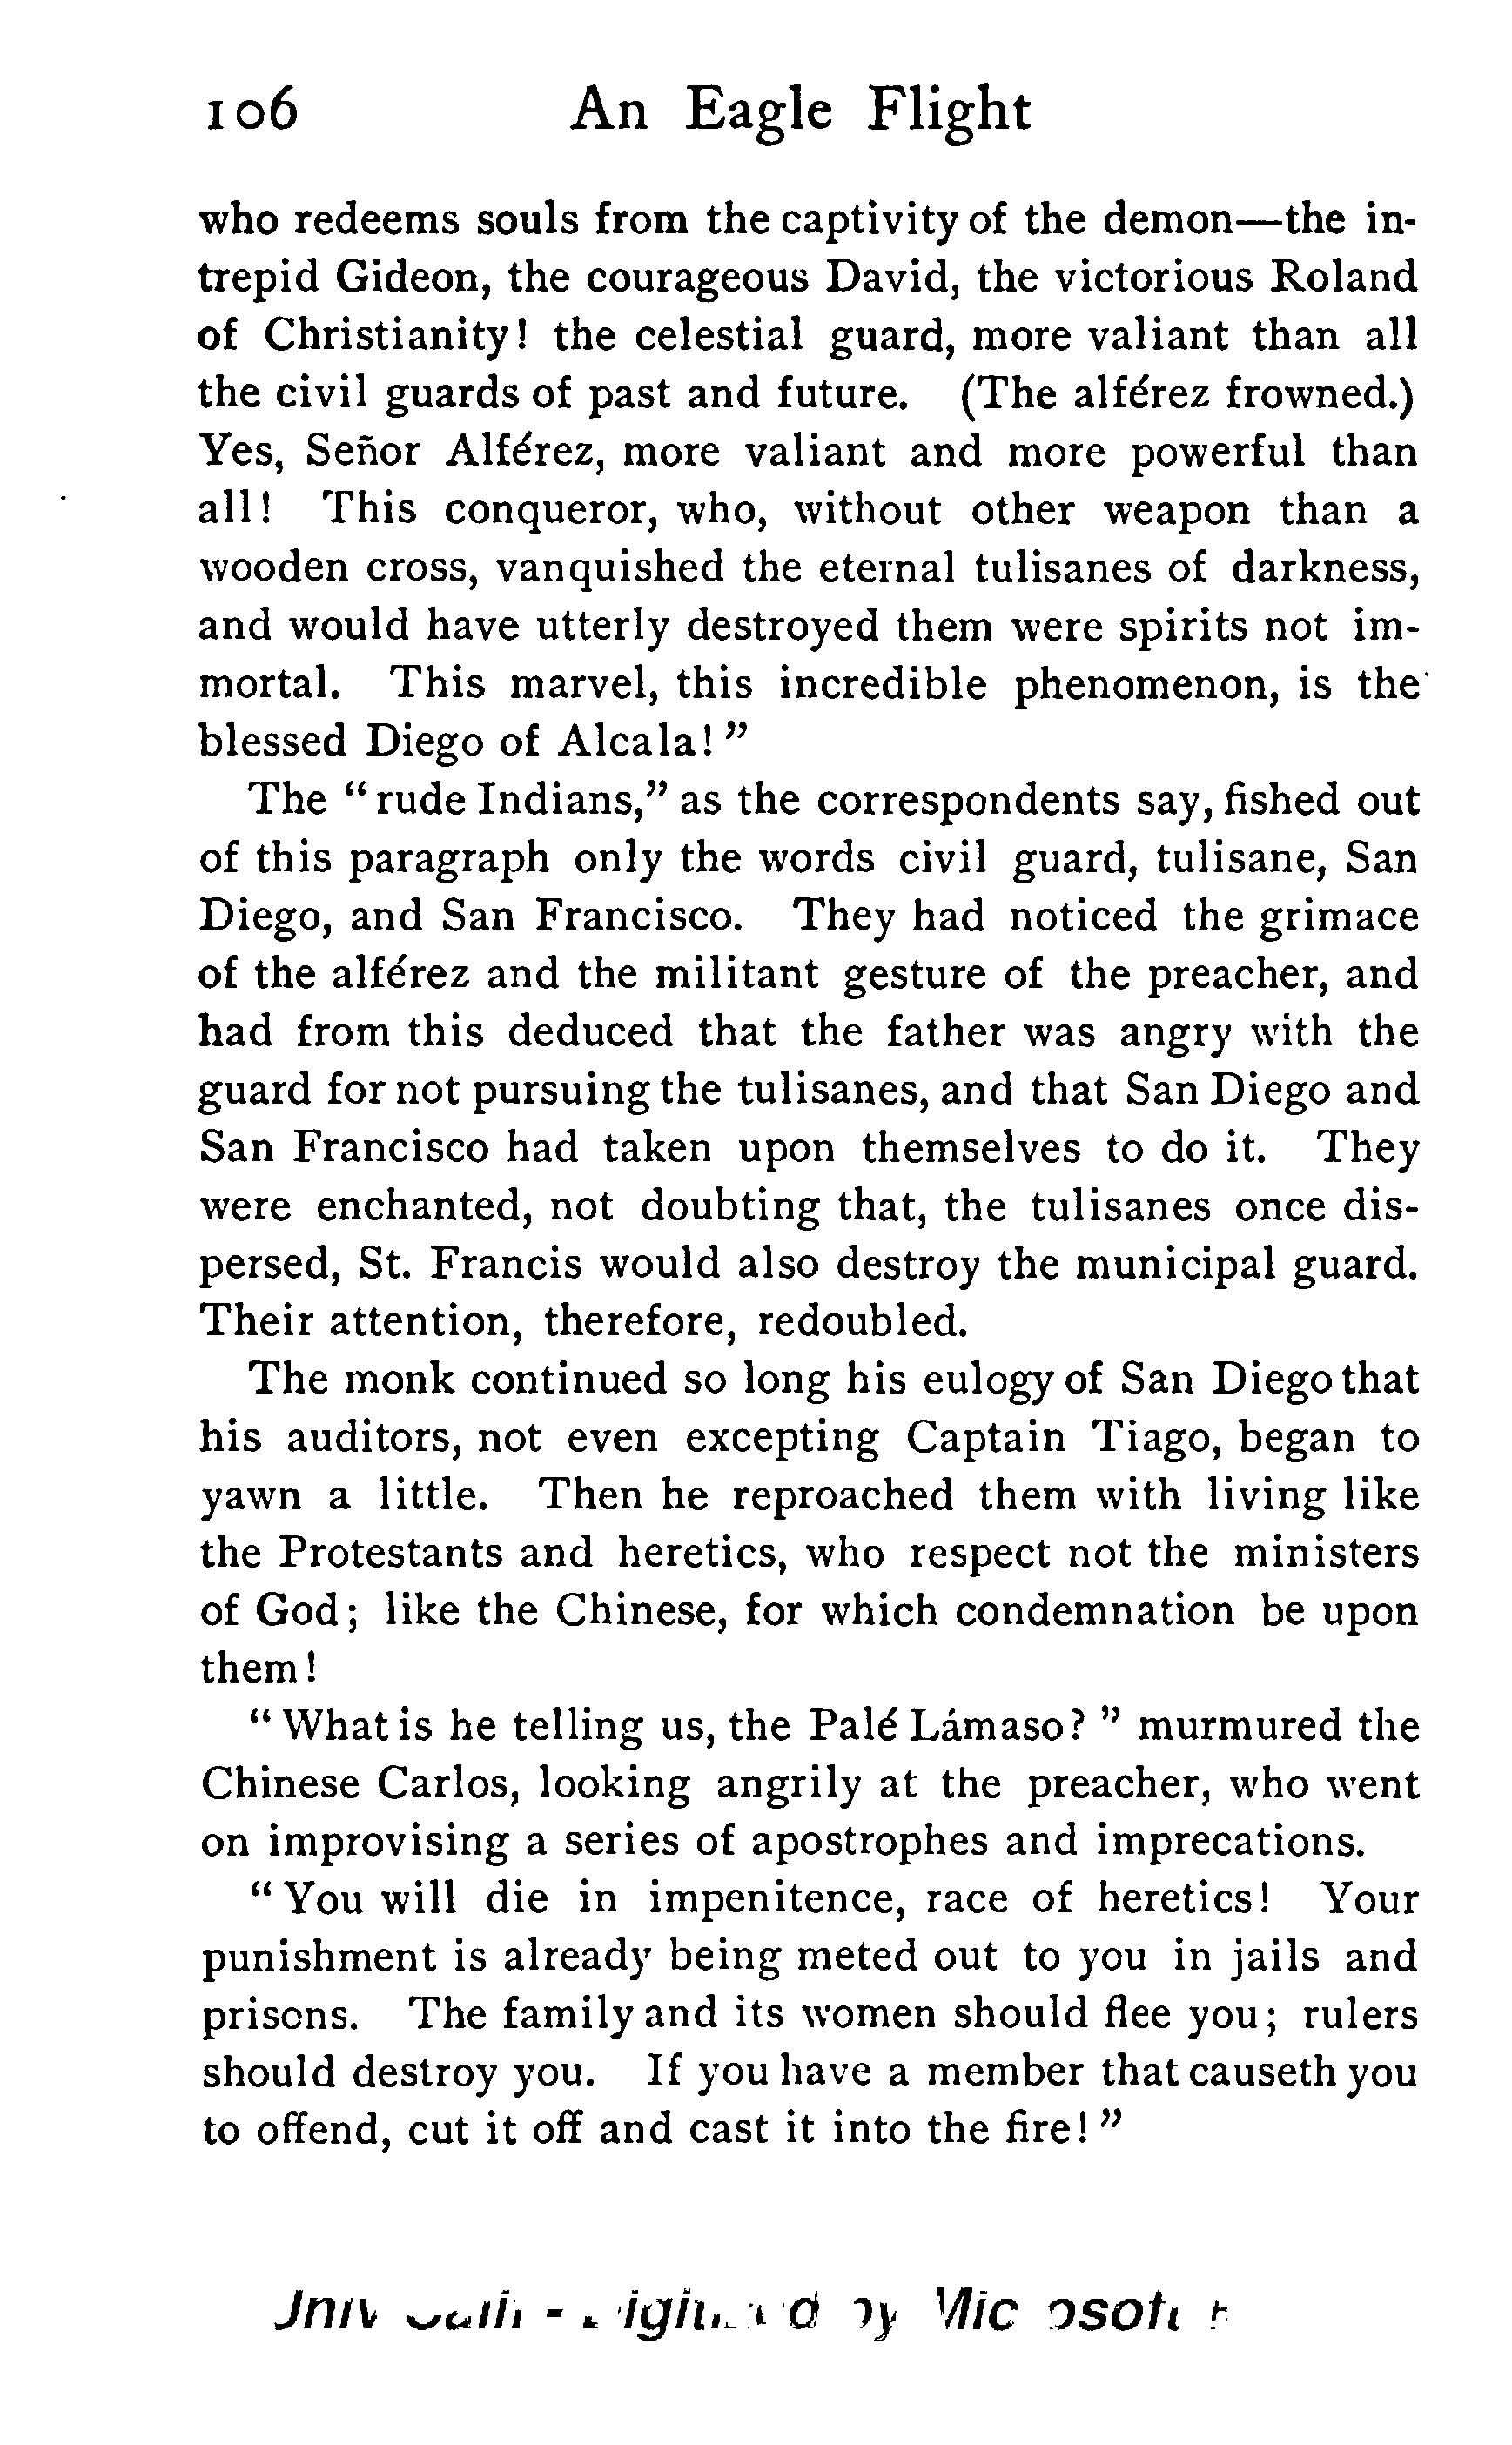 106 An Eagle Flight
who redeems souls from the captivity of the demon—the in-
trepid Gideon, the courageous David, the victorious Roland
of Christianity! the celestial guard, more valiant than all
the civil guards of past and future. (The alférez frowned.)
Yes, Señor Alférez, more valiant and more powerful than
all! This conqueror, who, without other weapon than a
wooden cross, vanquished the eternal tulisanes of darkness,
and would have utterly destroyed them were spirits not im-
mortal. This marvel, this incredible phenomenon, is the
blessed Diego of Alcala!”
The “rude Indians,” as the correspondents say, fished out
of this paragraph only the words civil guard, tulisane, San
Diego, and San Francisco. They had noticed the grimace
of the alférez and the militant gesture of the preacher, and
had from this deduced that the father was angry with the
guard for not pursuing the tulisanes, and that San Diego and
San Francisco had taken upon themselves to do it. They
were enchanted, not doubting that, the tulisanes once dis-
persed, St. Francis would also destroy the municipal guard.
Their attention, therefore, redoubled.
The monk continued so long his eulogy of San Diego that
his auditors, not even excepting Captain Tiago, began to
yawn a little. Then he reproached them with living like
the Protestants and heretics, who respect not the ministers
of God; like the Chinese, for which condemnation be upon
them!
“What is he telling us, the Palé Lámaso?” murmured the
Chinese Carlos, looking angrily at the preacher, who went
on improvising a series of apostrophes and imprecations.
“You will die in impenitence, race of heretics! Your
punishment is already being meted out to you in jails and
prisons. The family and its women should flee you; rulers
should destroy you. If you have a member that causeth you
to offend, cut it off and cast it into the fire!”